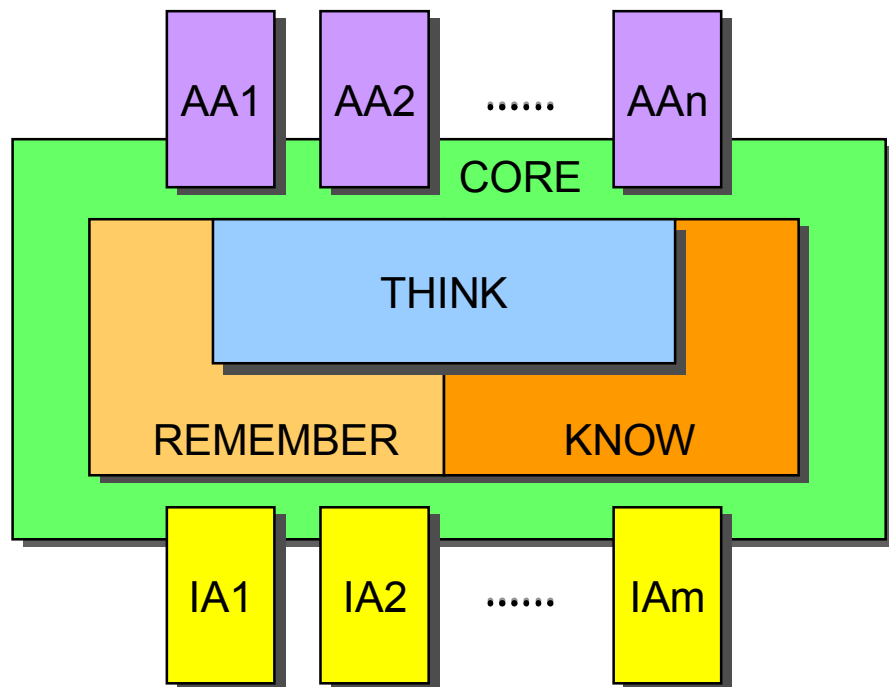 AA1 AA2 ...... AAn
CORE
THINK
REMEMBER KNOW
IA1 IA2 ...... IAm